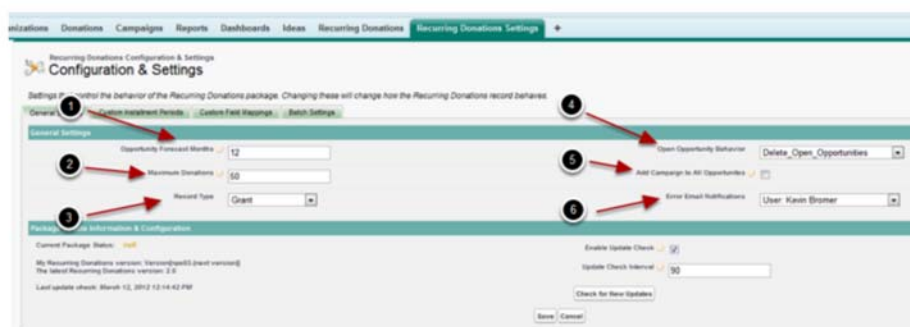 nizations Donations Campaigns Reports Dashboards Ideas Recurring Donations Recurring Donations Settings +
Recurring Donations Configuration & Settings
Configuration & Settings
Settings control the behavior of the Recurring Donations package. Changing these will change how the Recurring Donations record behaves.
General Custom Installment Periods Custom Field Mappings Batch Settings
1
4
General Settings
Opportunity Forecast Months 12
Open Opportunity Behavior Delete_Open_Opportunities
2
5
Maximum Donations 50
Add Campaign to All Opportunities
3
6
Record Type Grant
Error Email Notifications User: Kevin Bromer
Information & Configuration
Current Package Status: null
Enable Update Check
My Recurring Donations version:
The latest Recurring Donations version: 2.6
Update Check Interval 90
Last update check: March 12, 2012 12:14:42 PM
Check for New Updates
Save Cancel